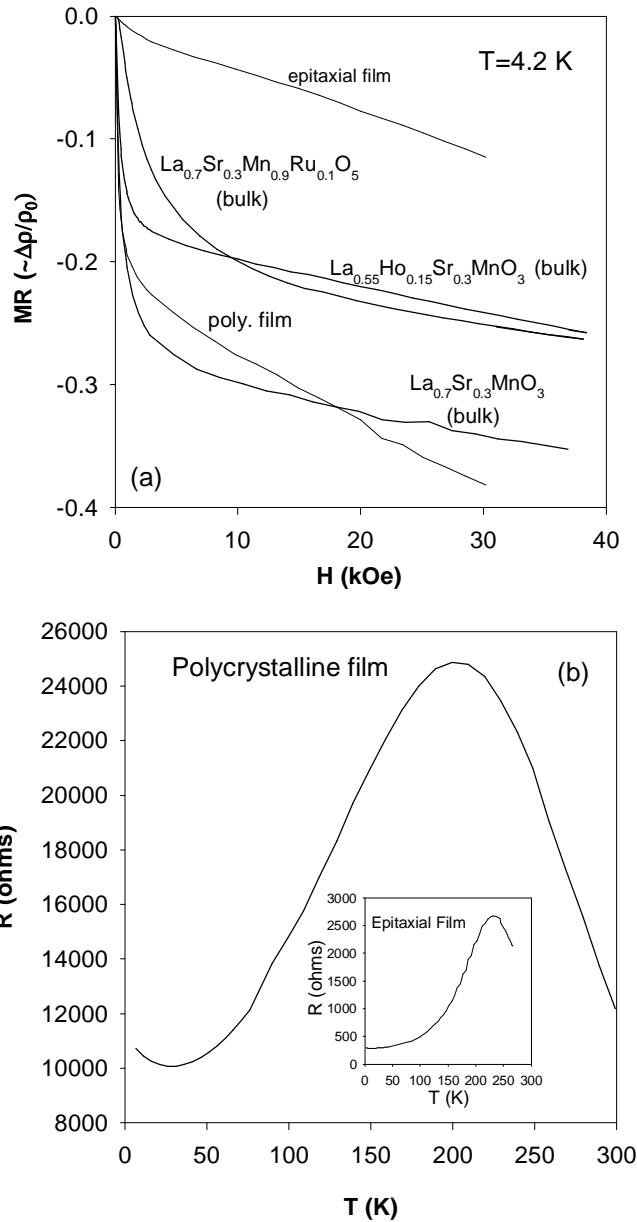 0.0
-0.1
-0.2
-0.3
-0.4
MR (~Δρ/ρ₀)
T=4.2 K
epitaxial film
La₀.₇Sr₀.₃Mn₀.₉Ru₀.₁O₅
(bulk)
La₀.₅₅Ho₀.₁₅Sr₀.₃MnO₃ (bulk)
poly. film
La₀.₇Sr₀.₃MnO₃
(bulk)
(a)
0 10 20 30 40
H (kOe)
26000
24000
22000
20000
18000
16000
14000
12000
10000
8000
R (ohms)
Polycrystalline film
(b)
3000
2500
2000
1500
1000
500
0
R (ohms)
Epitaxial Film
0 50 100 150 200 250 300
T (K)
0 50 100 150 200 250 300
T (K)